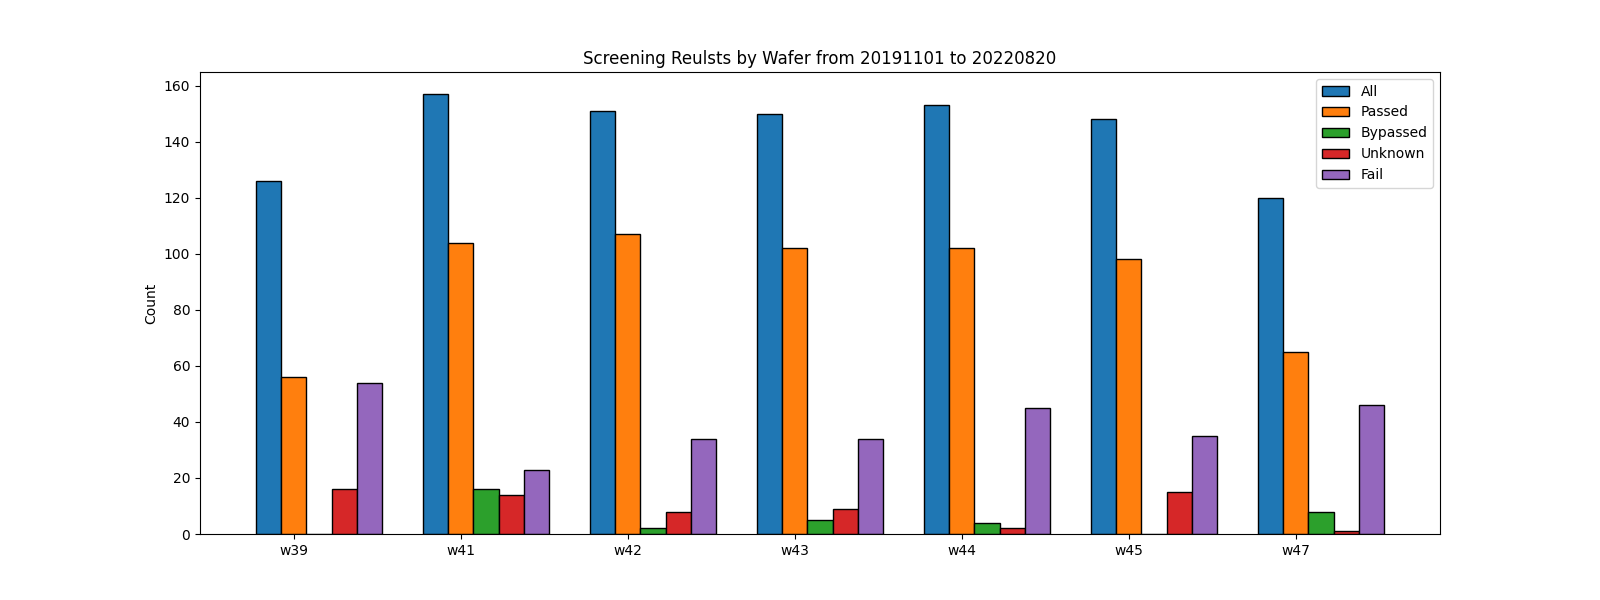 Screening Reulsts by Wafer from 20191101 to 20220820
160
140
120
100
80
60
40
20
0
Count
w39
w41
w42
w43
w44
w45
w47
All
Passed
Bypassed
Unknown
Fail